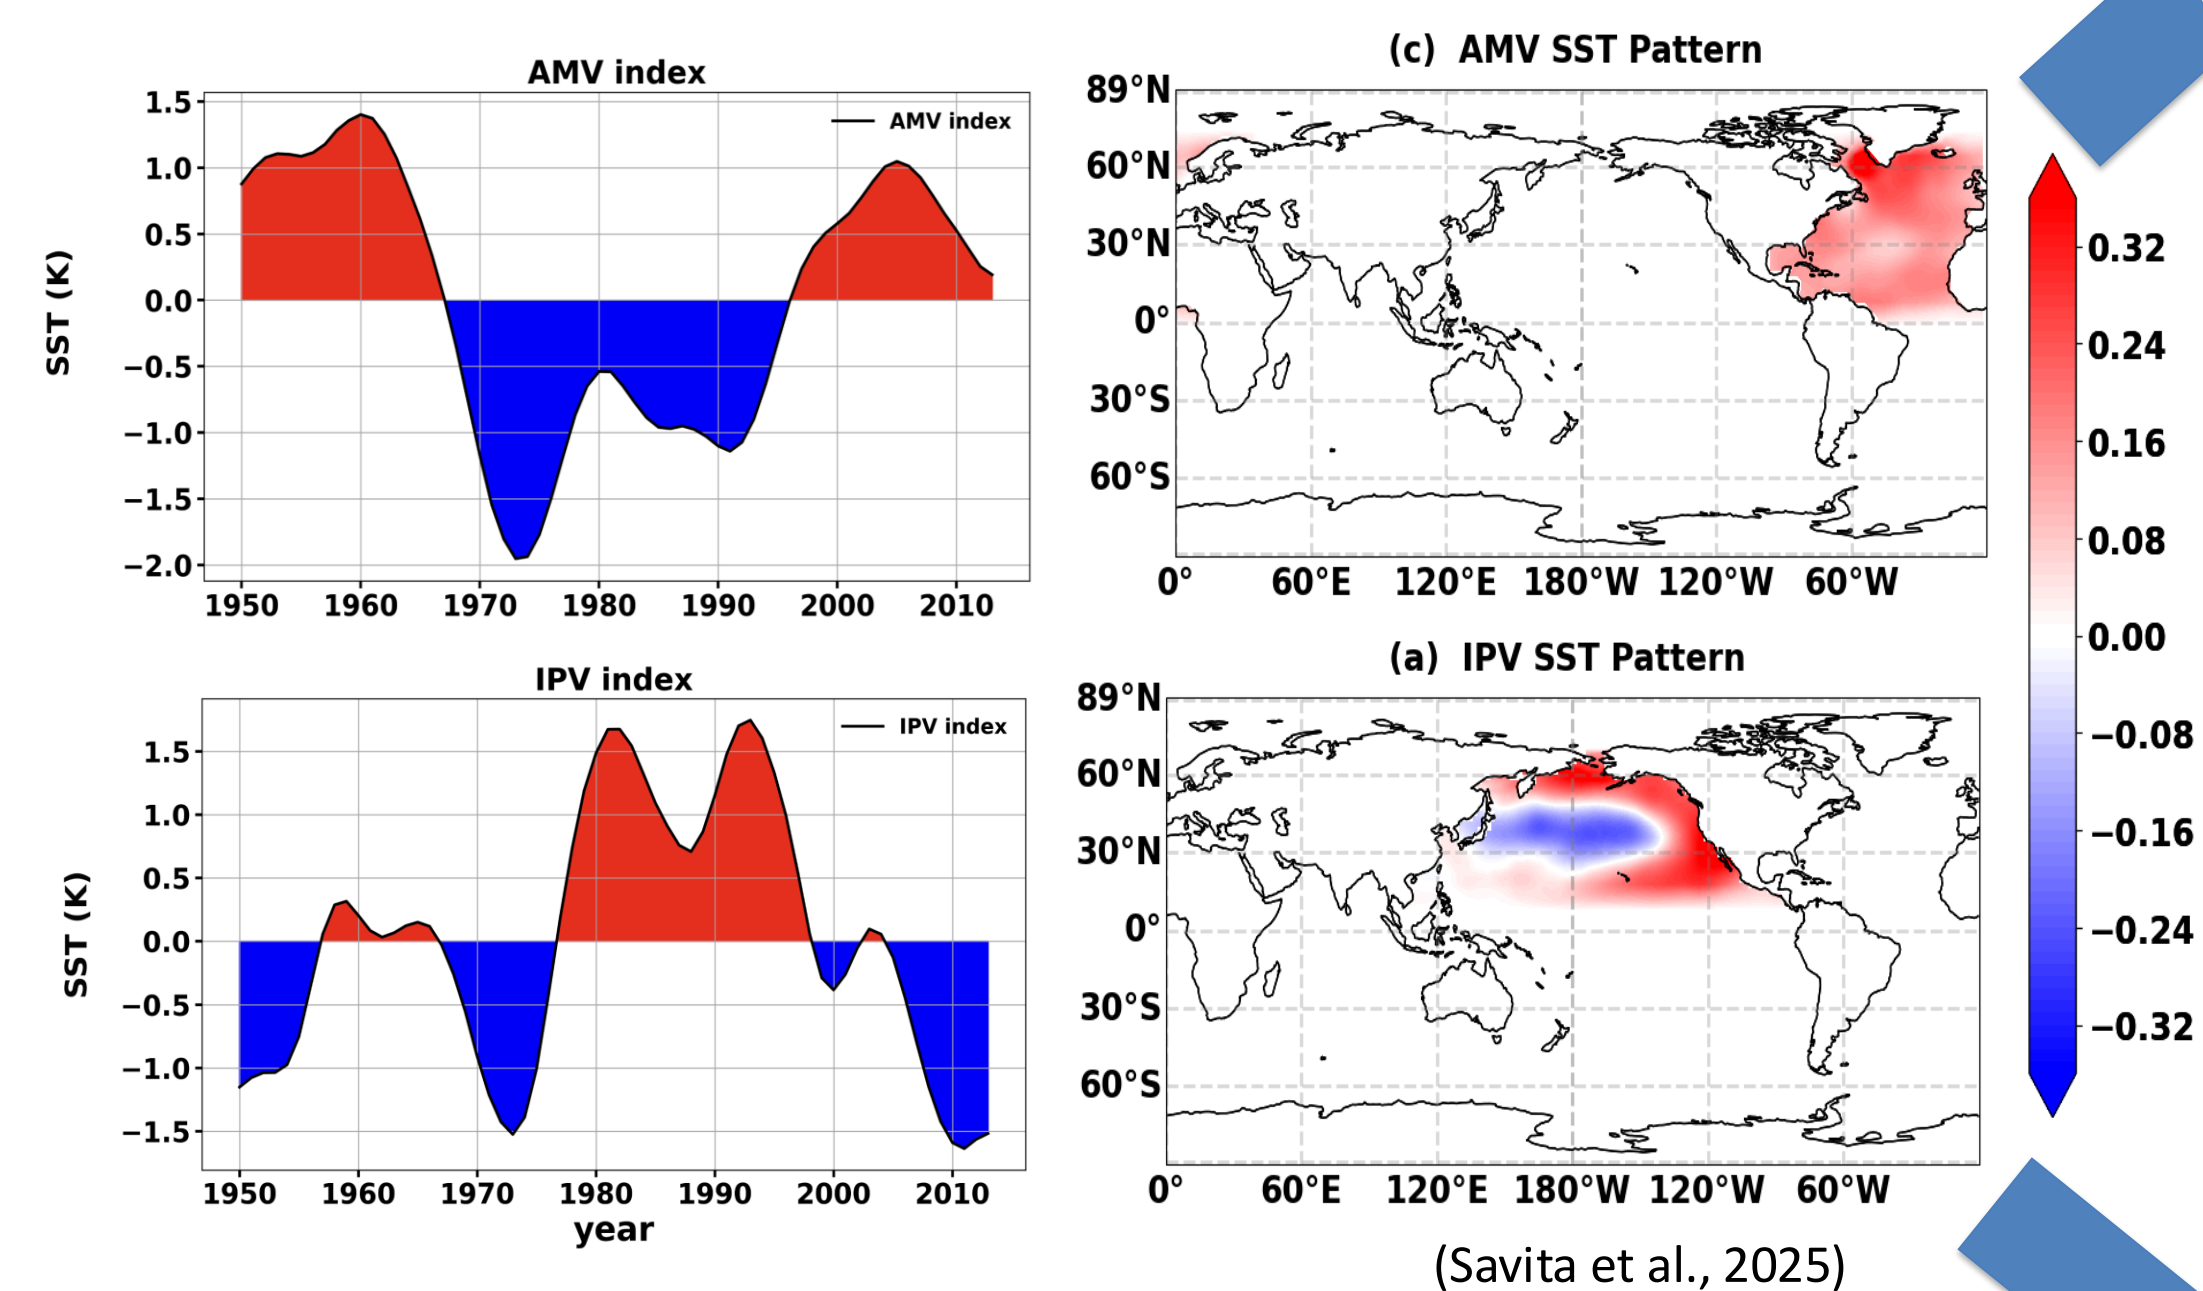 AMV index
AMV index
SST (K)
1.5
1.0
0.5
0.0
−0.5
−1.0
−1.5
−2.0
1950 1960 1970 1980 1990 2000 2010
(c) AMV SST Pattern
89°N
60°N
30°N
0°
30°S
60°S
0° 60°E 120°E 180°W 120°W 60°W
IPV index
IPV index
SST (K)
1.5
1.0
0.5
0.0
−0.5
−1.0
−1.5
1950 1960 1970 1980 1990 2000 2010
year
(a) IPV SST Pattern
89°N
60°N
30°N
0°
30°S
60°S
0° 60°E 120°E 180°W 120°W 60°W
0.32
0.24
0.16
0.08
0.00
−0.08
−0.16
−0.24
−0.32
(Savita et al., 2025)